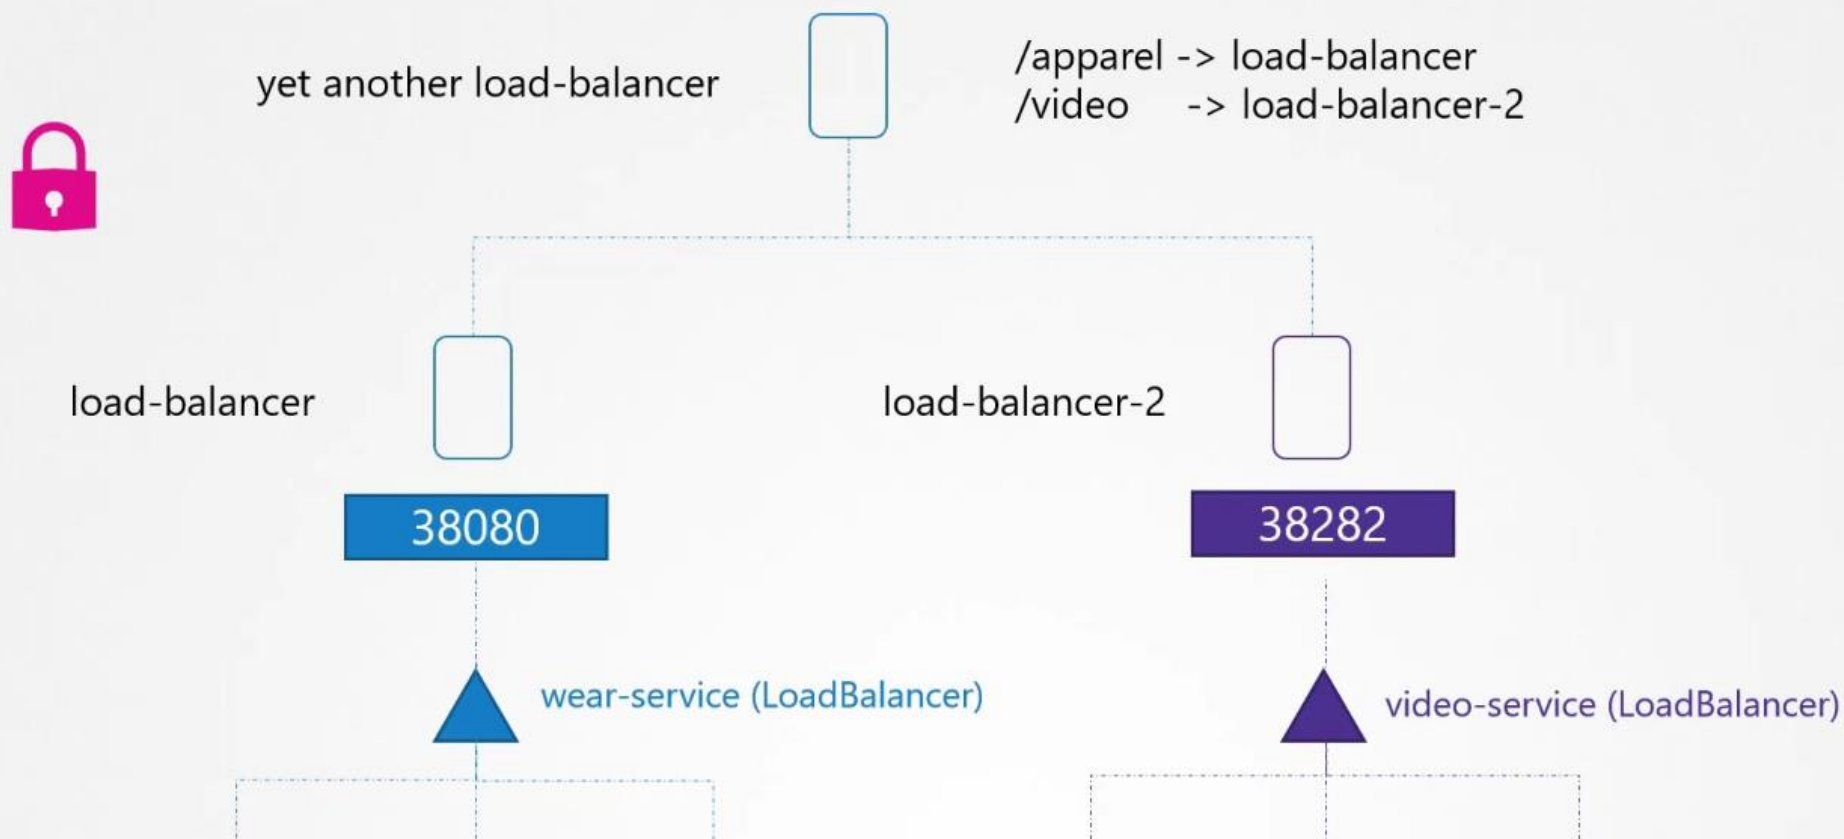 yet another load-balancer
/apparel -> load-balancer
/video -> load-balancer-2
load-balancer
load-balancer-2
38080
38282
wear-service (LoadBalancer)
video-service (LoadBalancer)